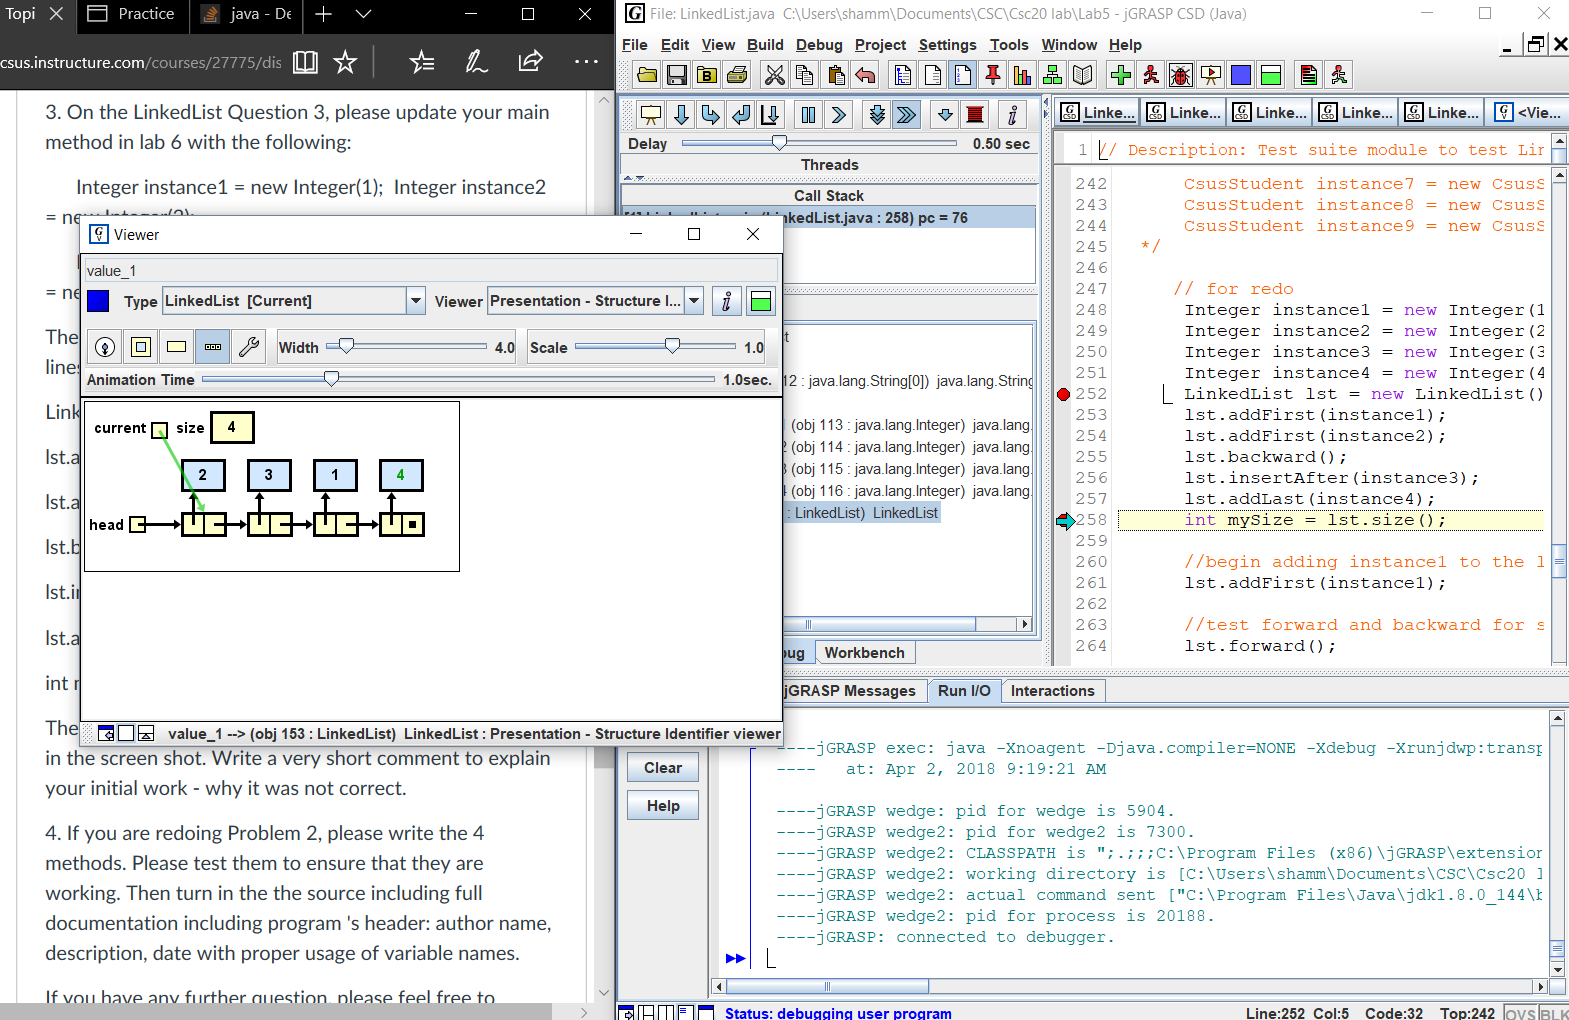 Topi
Practice
java - De
csus.instructure.com/courses/27775/dis
3. On the LinkedList Question 3, please update your main
method in lab 6 with the following:
Integer instance1 = new Integer(1);  Integer instance2
= new Integer(2);
= ne
The
lines
Link
lst.a
lst.a
lst.b
lst.in
lst.a
int
The
in the screen shot. Write a very short comment to explain
your initial work - why it was not correct.
4. If you are redoing Problem 2, please write the 4
methods. Please test them to ensure that they are
working. Then turn in the the source including full
documentation including program 's header: author name,
description, date with proper usage of variable names.
If you have any further question, please feel free to
Viewer
value_1
Type LinkedList [Current] Viewer Presentation - Structure I...
Width 4.0 Scale 1.0
Animation Time 1.0sec.
current size 4
2 3 1 4
head
value_1 --> (obj 153 : LinkedList)  LinkedList : Presentation - Structure Identifier viewer
File: LinkedList.java  C:\Users\shamm\Documents\CSC\Csc20 lab\Lab5 - jGRASP CSD (Java)
File Edit View Build Debug Project Settings Tools Window Help
Delay 0.50 sec
Threads
Call Stack
kedList.java : 258) pc = 76
12 : java.lang.String[0])  java.lang.String
(obj 113 : java.lang.Integer)  java.lang.
(obj 114 : java.lang.Integer)  java.lang.
(obj 115 : java.lang.Integer)  java.lang.
(obj 116 : java.lang.Integer)  java.lang.
: LinkedList)  LinkedList
bug Workbench
Linke... Linke... Linke... Linke... Linke... <Vie...
1 // Description: Test suite module to test Lin
242 CsusStudent instance7 = new CsusS
243 CsusStudent instance8 = new CsusS
244 CsusStudent instance9 = new CsusS
245 */
246
247 // for redo
248 Integer instance1 = new Integer(1
249 Integer instance2 = new Integer(2
250 Integer instance3 = new Integer(3
251 Integer instance4 = new Integer(4
252 LinkedList lst = new LinkedList()
253 lst.addFirst(instance1);
254 lst.addFirst(instance2);
255 lst.backward();
256 lst.insertAfter(instance3);
257 lst.addLast(instance4);
258 int mySize = lst.size();
259
260 //begin adding instance1 to the l
261 lst.addFirst(instance1);
262
263 //test forward and backward for s
264 lst.forward();
jGRASP Messages Run I/O Interactions
Clear
Help
----jGRASP exec: java -Xnoagent -Djava.compiler=NONE -Xdebug -Xrunjdwp:transp
----   at: Apr 2, 2018 9:19:21 AM
----jGRASP wedge: pid for wedge is 5904.
----jGRASP wedge2: pid for wedge2 is 7300.
----jGRASP wedge2: CLASSPATH is ";.;;;C:\Program Files (x86)\jGRASP\extension
----jGRASP wedge2: working directory is [C:\Users\shamm\Documents\CSC\Csc20 l
----jGRASP wedge2: actual command sent ["C:\Program Files\Java\jdk1.8.0_144\b
----jGRASP wedge2: pid for process is 20188.
----jGRASP: connected to debugger.
Status: debugging user program
Line:252 Col:5 Code:32 Top:242 OVS BLK